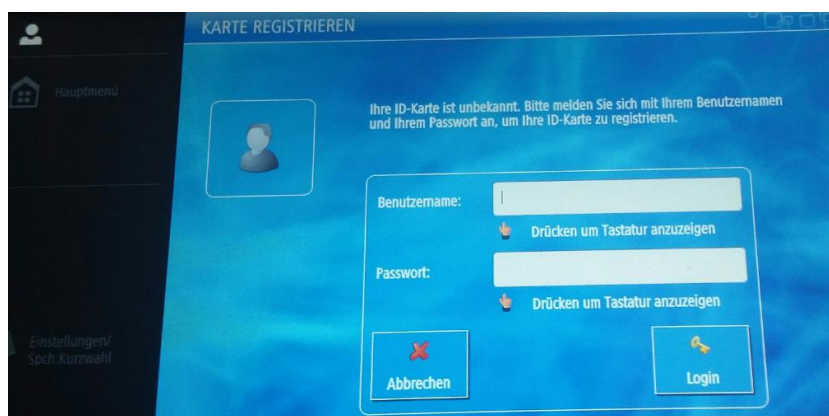 KARTE REGISTRIEREN
Hauptmenü
Ihre ID-Karte ist unbekannt. Bitte melden Sie sich mit Ihrem Benutzernamen
und Ihrem Passwort an, um Ihre ID-Karte zu registrieren.
Benutzername:
Drücken um Tastatur anzuzeigen
Passwort:
Drücken um Tastatur anzuzeigen
Einstellungen/
Spch.Kurzwahl
Abbrechen
Login